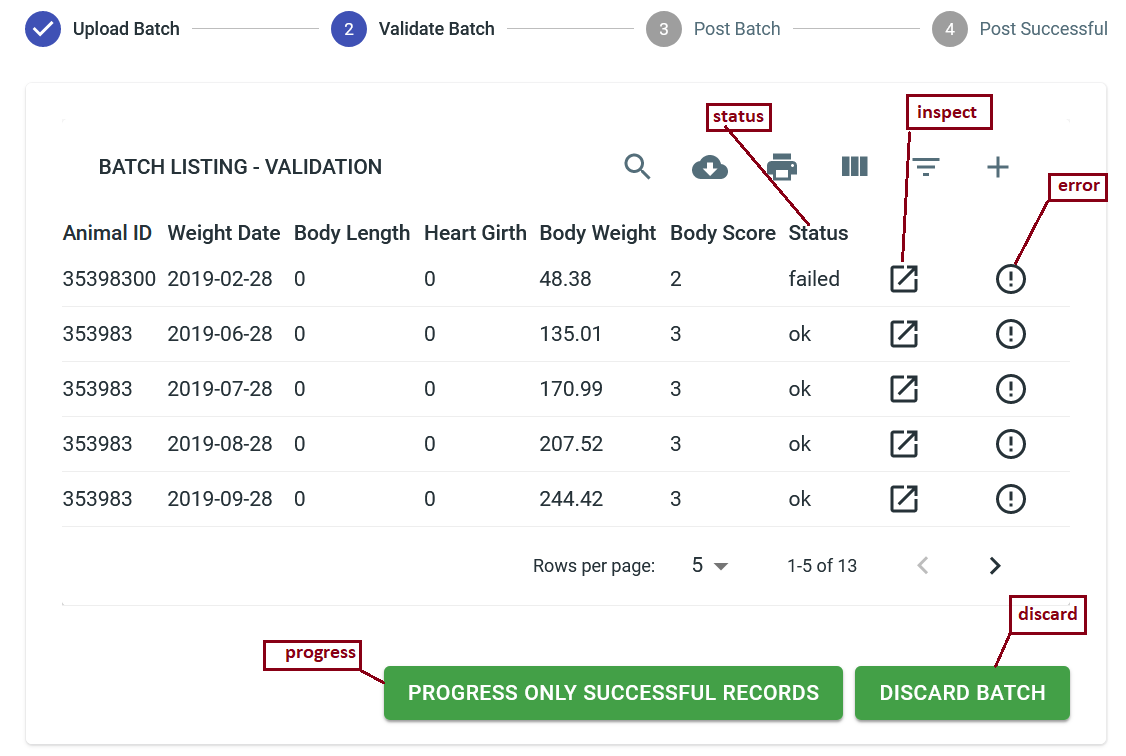 Upload Batch 2 Validate Batch 3 Post Batch 4 Post Successful
status inspect
BATCH LISTING - VALIDATION
error
Animal ID Weight Date Body Length Heart Girth Body Weight Body Score Status
35398300 2019-02-28 0 0 48.38 2 failed
353983 2019-06-28 0 0 135.01 3 ok
353983 2019-07-28 0 0 170.99 3 ok
353983 2019-08-28 0 0 207.52 3 ok
353983 2019-09-28 0 0 244.42 3 ok
Rows per page: 5 1-5 of 13
discard
progress
PROGRESS ONLY SUCCESSFUL RECORDS DISCARD BATCH